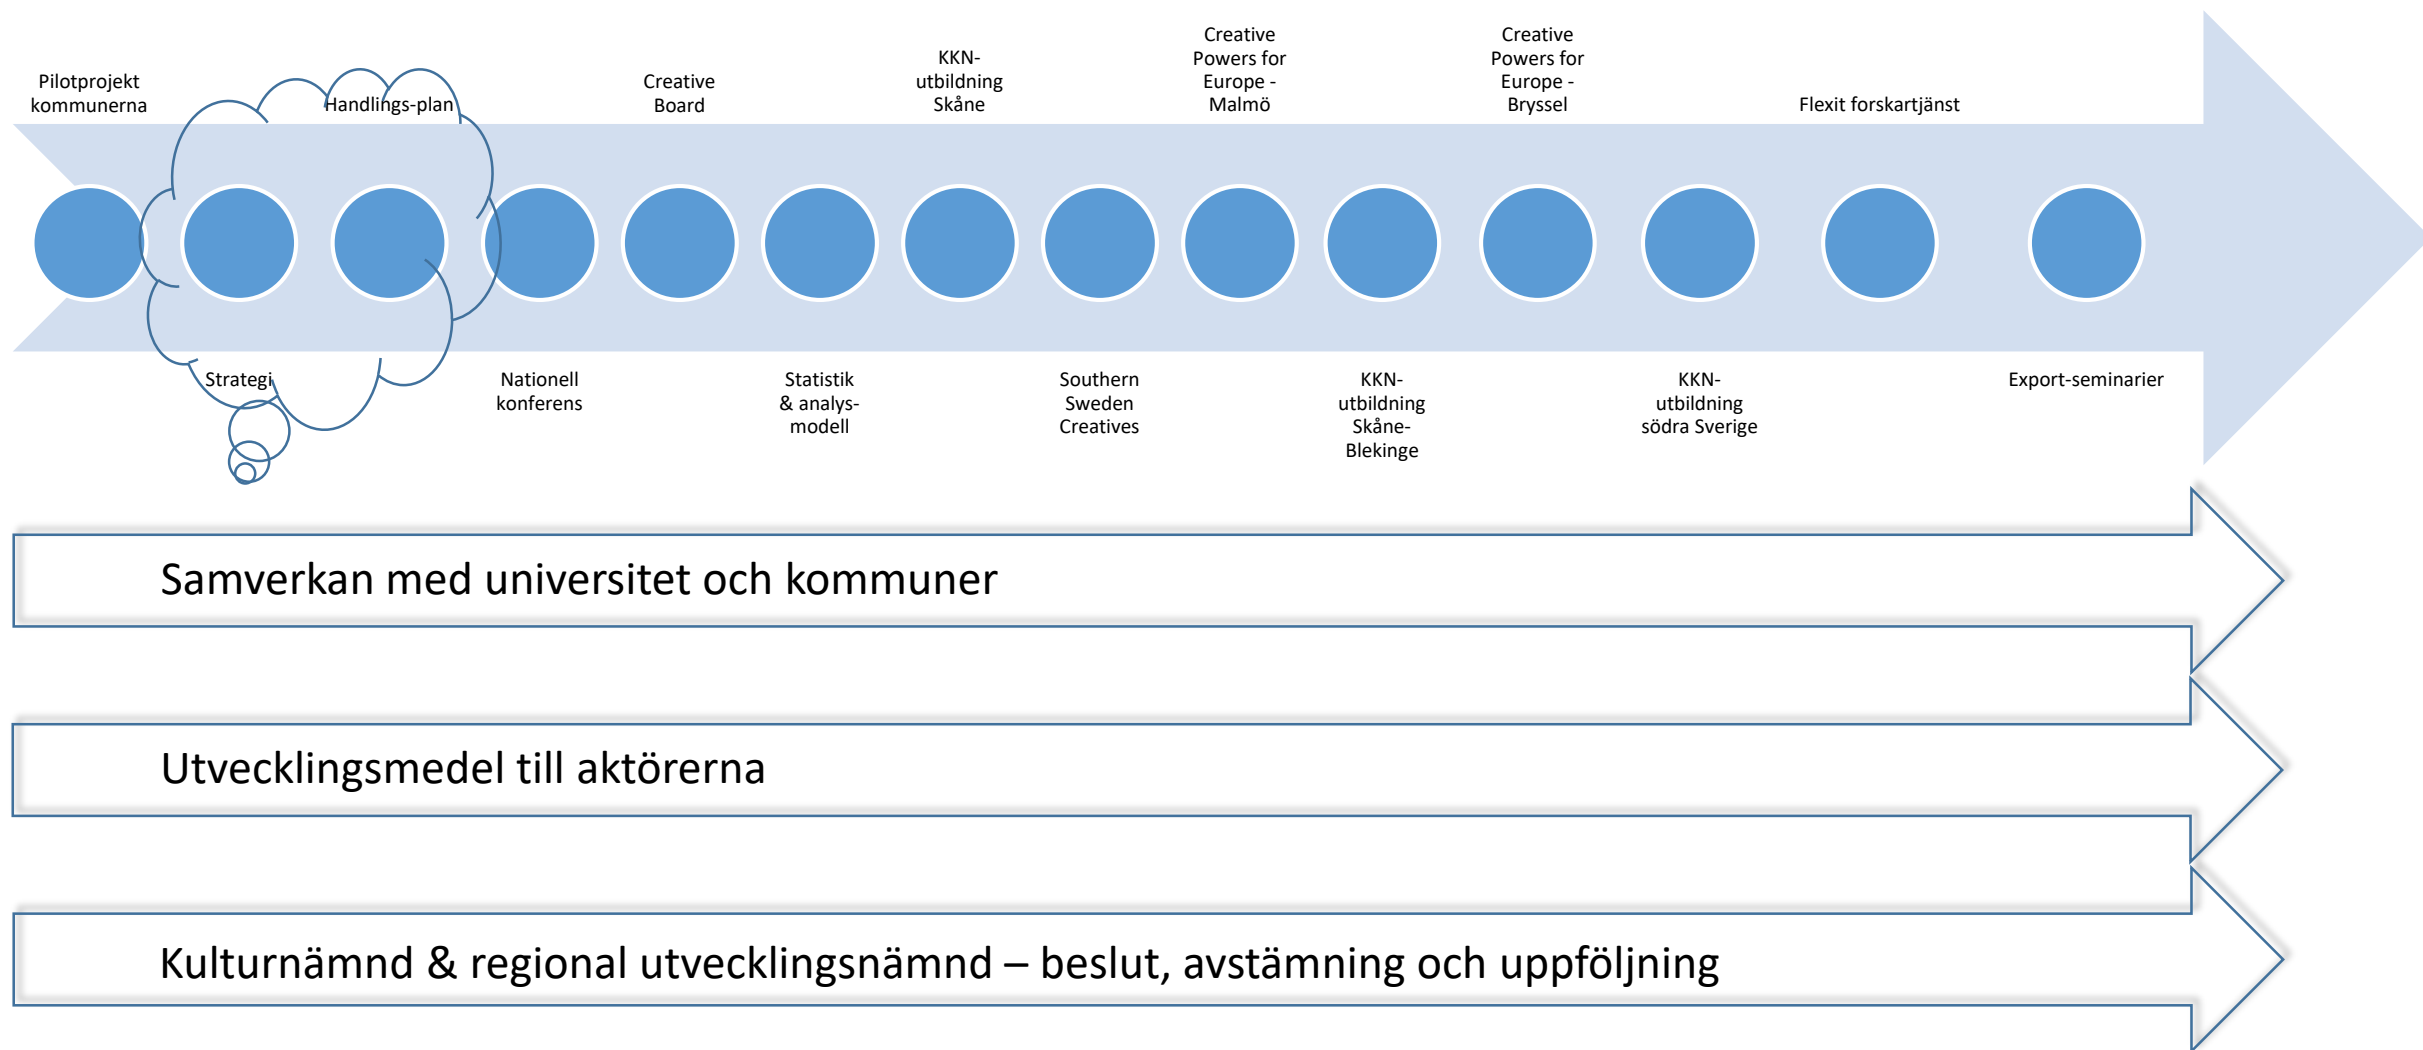 Pilotprojekt
kommunerna
Strategi
Handlings-plan
Nationell
konferens
Creative
Board
Statistik
& analys-
modell
KKN-
utbildning
Skåne
Southern
Sweden
Creatives
Creative
Powers for
Europe -
Malmö
KKN-
utbildning
Skåne-
Blekinge
Creative
Powers for
Europe -
Bryssel
KKN-
utbildning
södra Sverige
Flexit forskartjänst
Export-seminarier
Samverkan med universitet och kommuner
Utvecklingsmedel till aktörerna
Kulturnämnd & regional utvecklingsnämnd – beslut, avstämning och uppföljning